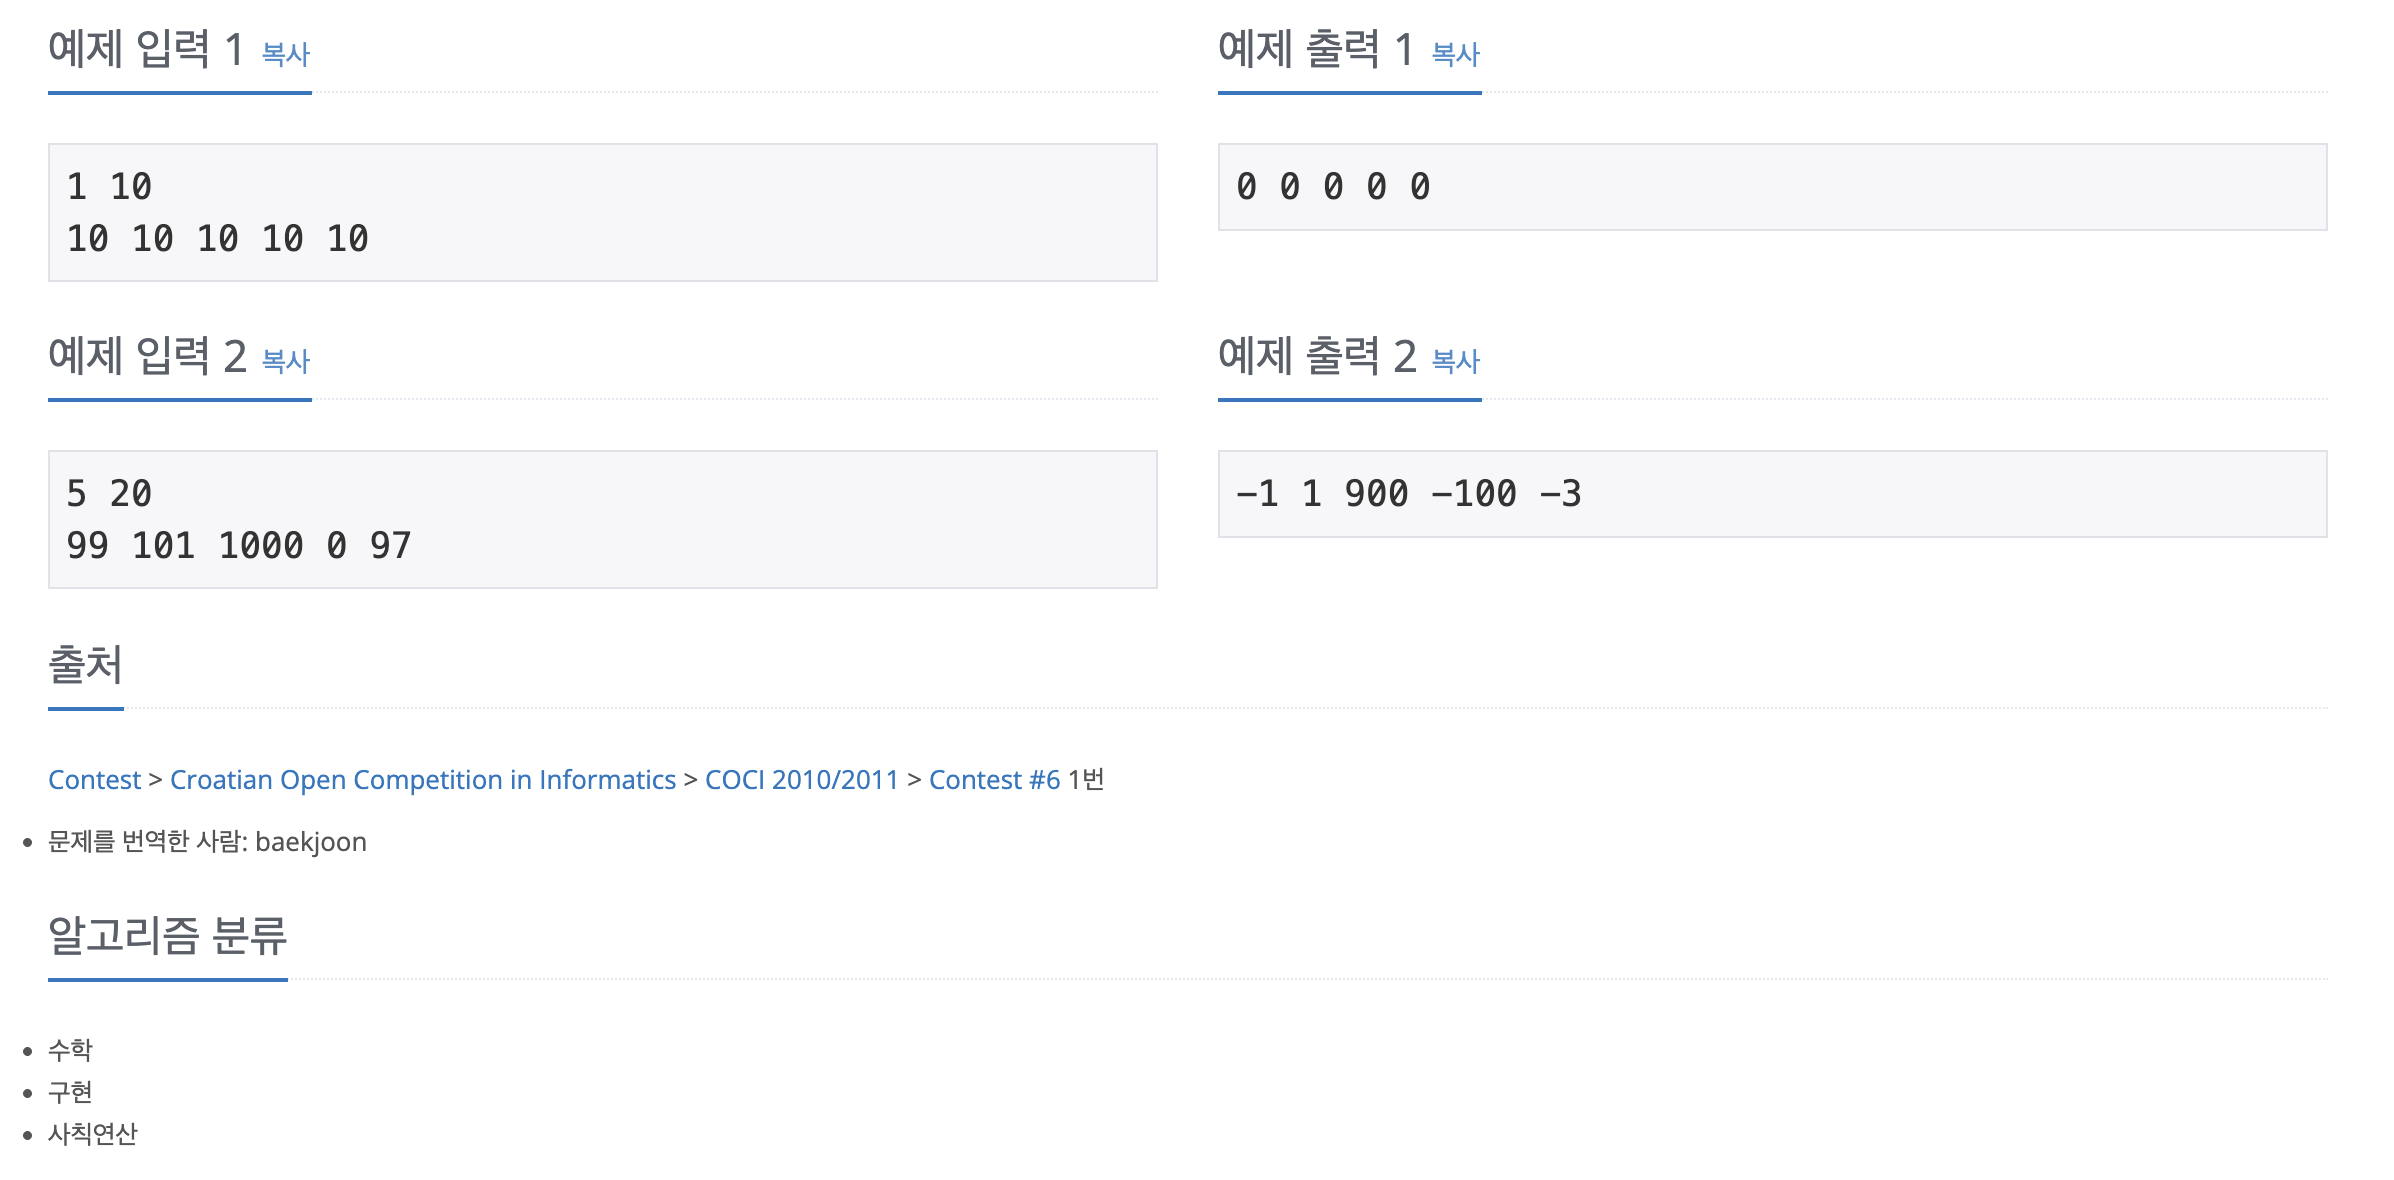 예제 입력 1 복사
1 10
10 10 10 10 10
예제 출력 1 복사
0 0 0 0 0
예제 입력 2 복사
5 20
99 101 1000 0 97
예제 출력 2 복사
-1 1 900 -100 -3
출처
Contest > Croatian Open Competition in Informatics > COCI 2010/2011 > Contest #6 1번
문제를 번역한 사람: baekjoon
알고리즘 분류
수학
구현
사칙연산